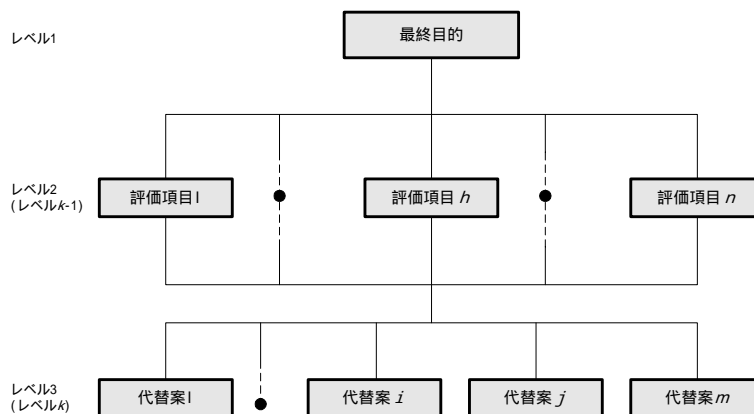 レベル1
最終目的
レベル2
(レベルk-1)
評価項目l
評価項目 h
評価項目 n
レベル3
(レベルk)
代替案l
代替案 i
代替案 j
代替案m